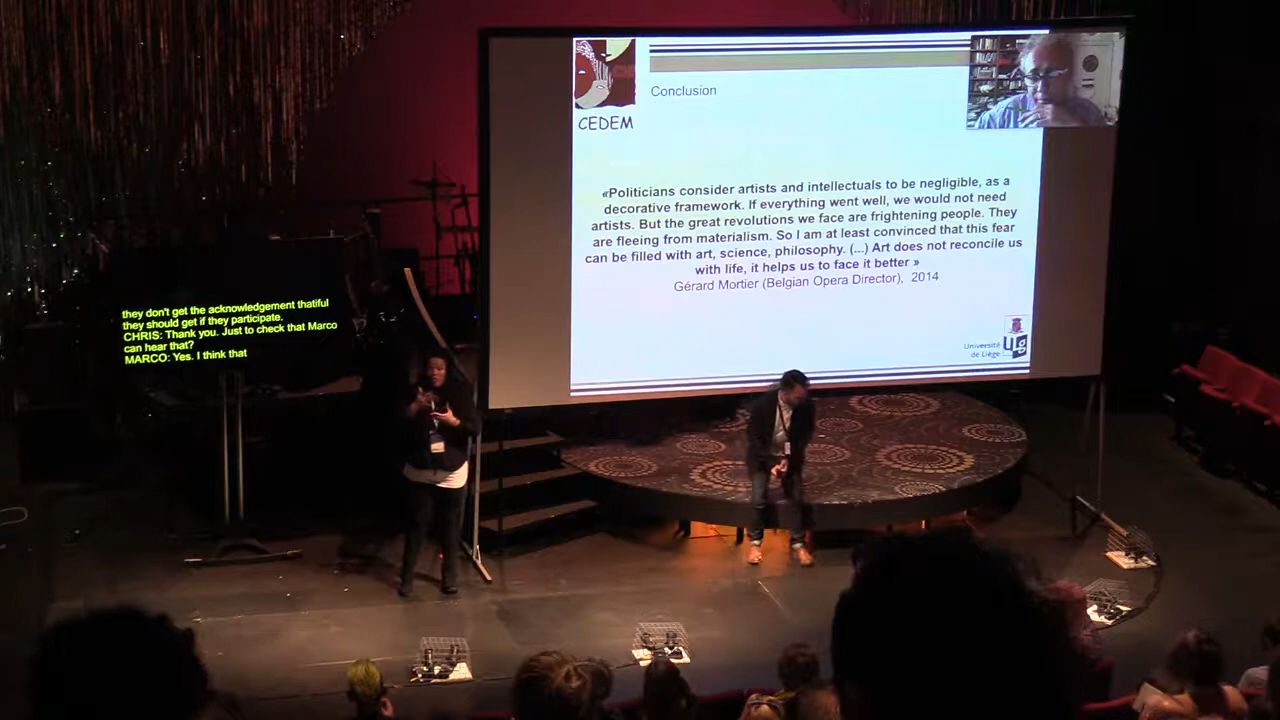 CEDEM
Conclusion
«Politicians consider artists and intellectuals to be negligible, as a
decorative framework. If everything went well, we would not need
artists. But the great revolutions we face are frightening people. They
are fleeing from materialism. So I am at least convinced that this fear
can be filled with art, science, philosophy. (...) Art does not reconcile us
with life, it helps us to face it better »
Gérard Mortier (Belgian Opera Director), 2014
Université
de Liège
ULg
they don't get the acknowledgement thatiful
they should get if they participate.
CHRIS: Thank you. Just to check that Marco
can hear that?
MARCO: Yes. I think that